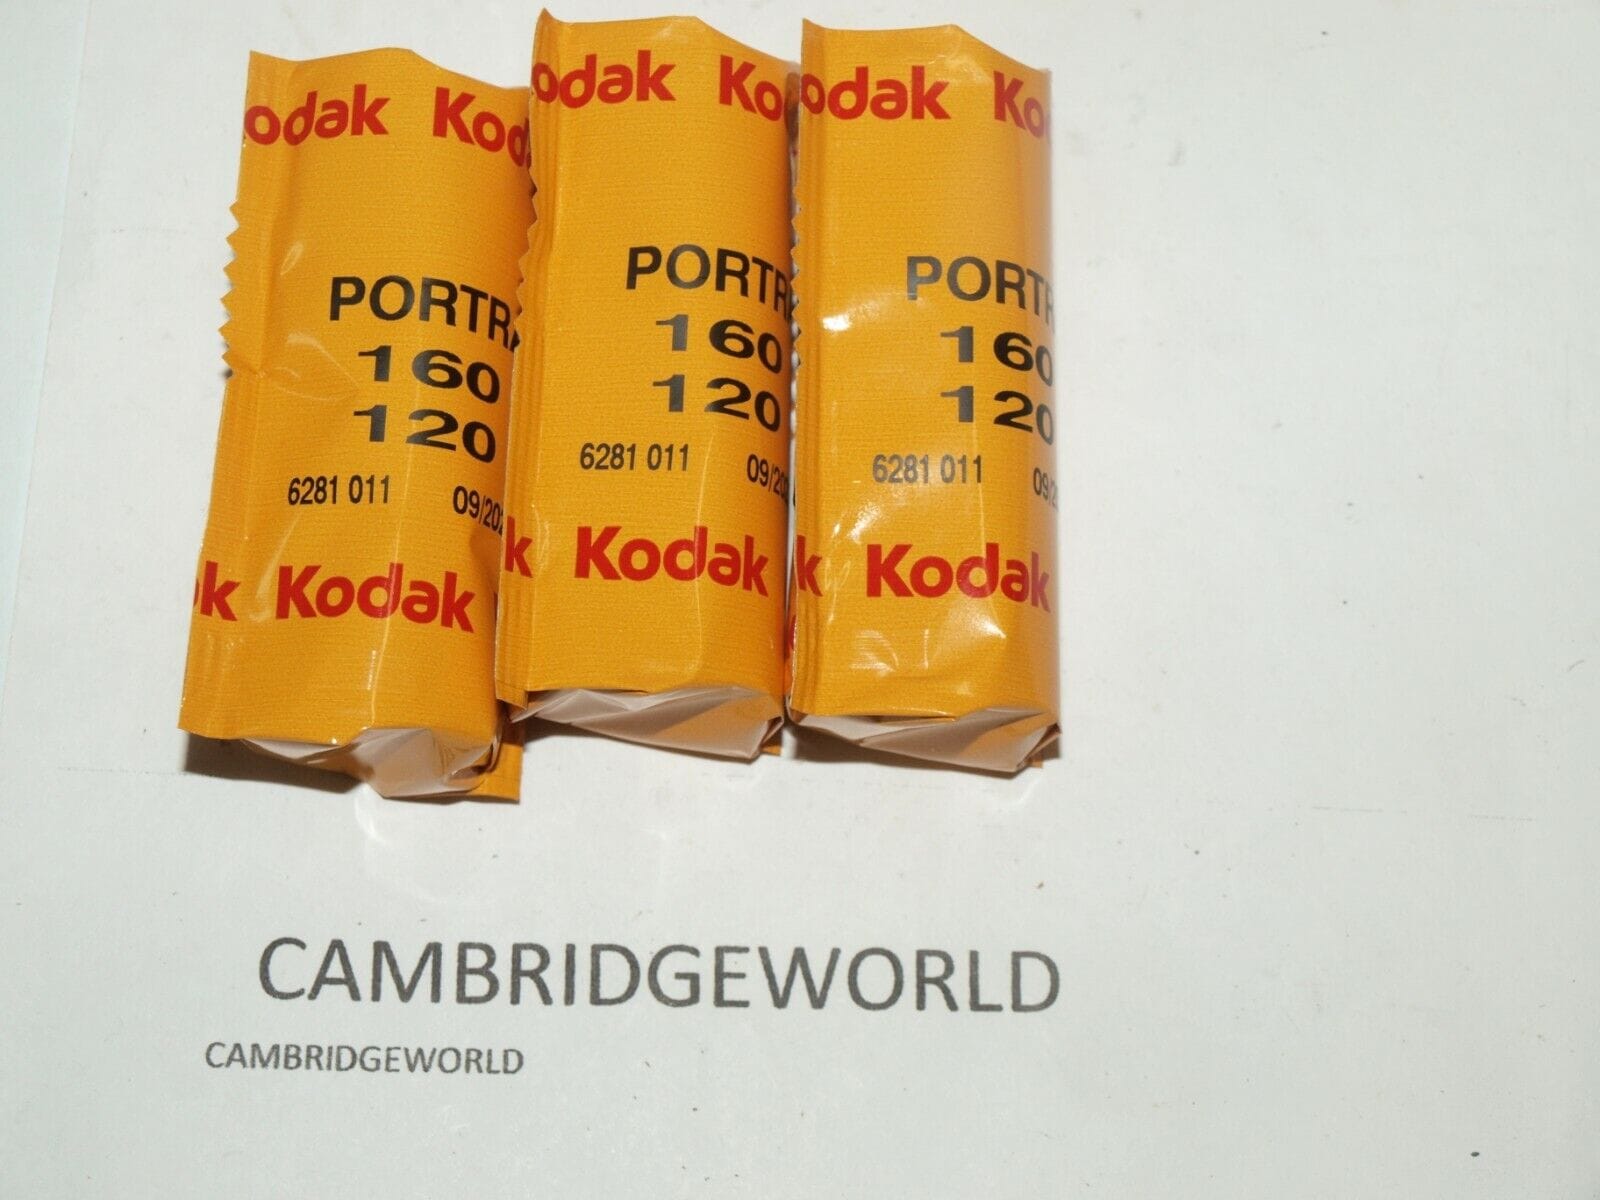 odak Kod
PORTRA
160
120
6281 011 09/202
k Kodak
odak Ko
PORTR
160
120
6281 011 09/20
k Kodak
odak Ko
PORTR
160
120
6281 011 09/2
k Kodak
CAMBRIDGEWORLD
CAMBRIDGEWORLD